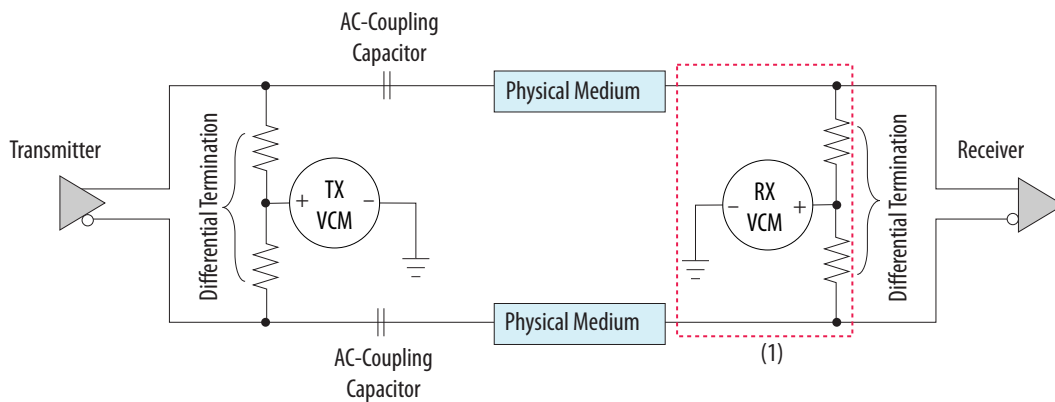 AC-Coupling
Capacitor
Physical Medium
Transmitter
Differential Termination
+
TX
VCM
-
-
RX
VCM
+
Differential Termination
Receiver
Physical Medium
AC-Coupling
Capacitor
(1)